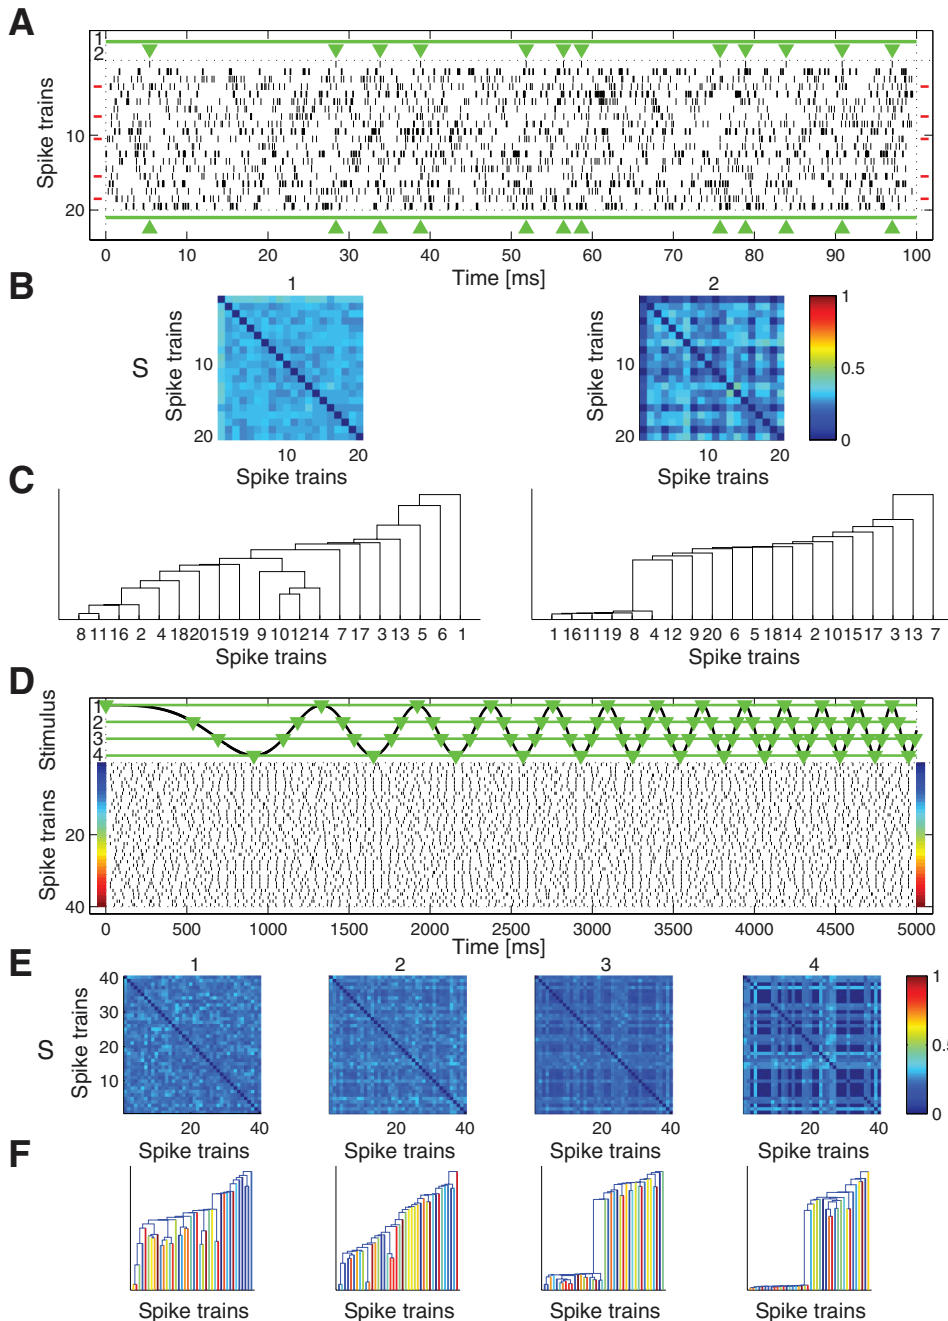 A
1
2
10
20
Spike trains
0 10 20 30 40 50 60 70 80 90 100
Time [ms]
B
1
2
S
Spike trains
10
20
10 20
Spike trains
Spike trains
10
20
10 20
Spike trains
1
0.5
0
C
8 11 16 2 4 18 20 15 19 9 10 12 14 7 17 3 13 5 6 1
Spike trains
1 16 11 19 8 4 12 9 20 6 5 18 14 2 10 15 17 3 13 7
Spike trains
D
Stimulus
1
2
3
4
Spike trains
20
40
0 500 1000 1500 2000 2500 3000 3500 4000 4500 5000
Time [ms]
E
1 2 3 4
S
Spike trains
40
30
20
10
20 40
20 40
20 40
20 40
Spike trains Spike trains Spike trains Spike trains
1
0.5
0
F
Spike trains Spike trains Spike trains Spike trains